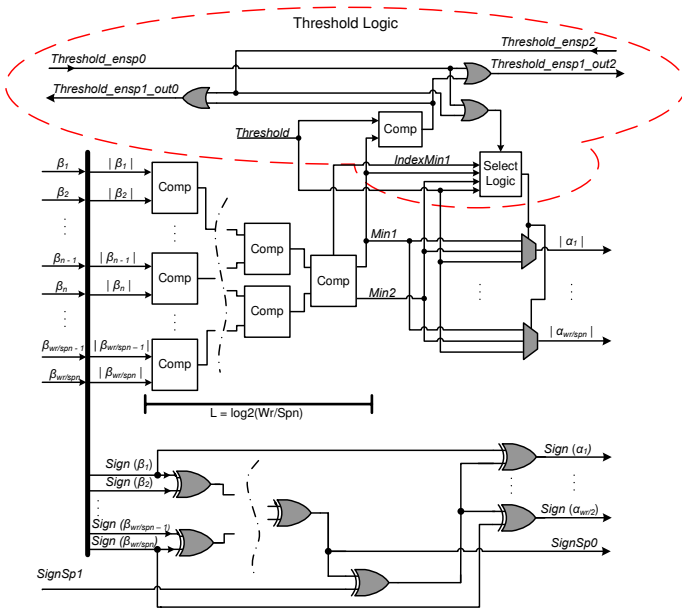 Threshold Logic
Threshold_ensp2
Threshold_ensp0
Threshold_ensp1_out2
Threshold_ensp1_out0
Threshold
Comp
IndexMin1
Select Logic
β1 | β1 |
Comp
β2 | β2 |
Comp
Min1
| α1 |
βn - 1 | βn - 1 |
Comp
Comp
βn | βn |
Comp
Min2
| αwr/spn |
βwr/spn - 1 | βwr/spn – 1 |
Comp
βwr/spn | βwr/spn |
L = log2(Wr/Spn)
Sign (β1)
Sign (α1)
Sign (β2)
Sign (βwr/spn – 1)
Sign (αwr/2)
Sign (βwr/spn)
SignSp0
SignSp1